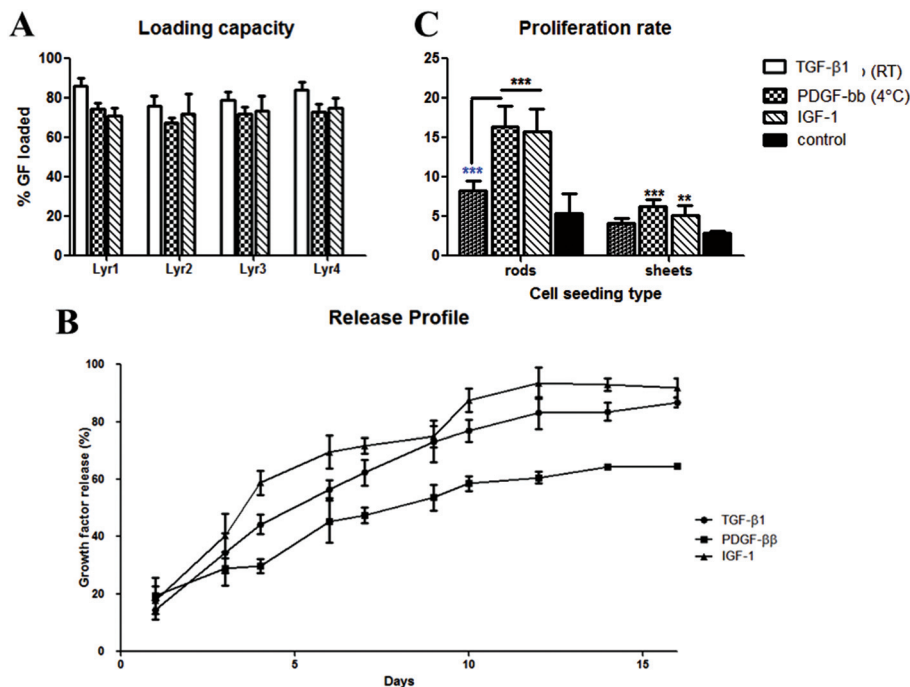 A
Loading capacity
% GF loaded
100
80
60
40
20
0
Lyr1 Lyr2 Lyr3 Lyr4
C
Proliferation rate
25
20
15
10
5
0
***
***
***
**
rods sheets
Cell seeding type
TGF-β1 (RT)
PDGF-bb (4°C)
IGF-1
control
B
Release Profile
Growth factor release (%)
100
80
60
40
20
0
0 5 10 15
Days
TGF-β1
PDGF-ββ
IGF-1